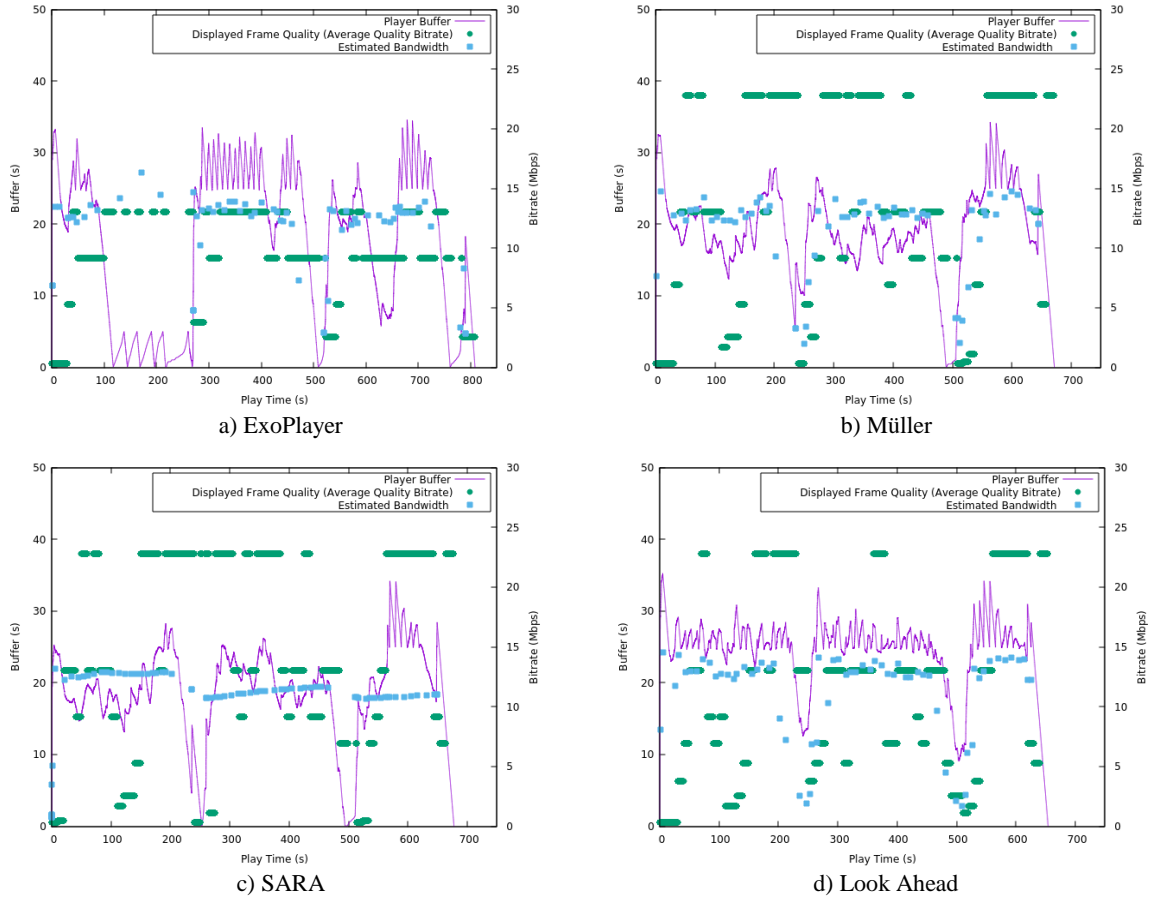 Player Buffer
Displayed Frame Quality (Average Quality Bitrate)
Estimated Bandwidth
Buffer (s)
50
40
30
20
10
0
Bitrate (Mbps)
30
25
20
15
10
5
0
0 100 200 300 400 500 600 700 800
Play Time (s)
a) ExoPlayer
Player Buffer
Displayed Frame Quality (Average Quality Bitrate)
Estimated Bandwidth
Buffer (s)
50
40
30
20
10
0
Bitrate (Mbps)
30
25
20
15
10
5
0
0 100 200 300 400 500 600 700
Play Time (s)
b) Müller
Player Buffer
Displayed Frame Quality (Average Quality Bitrate)
Estimated Bandwidth
Buffer (s)
50
40
30
20
10
0
Bitrate (Mbps)
30
25
20
15
10
5
0
0 100 200 300 400 500 600 700
Play Time (s)
c) SARA
Player Buffer
Displayed Frame Quality (Average Quality Bitrate)
Estimated Bandwidth
Buffer (s)
50
40
30
20
10
0
Bitrate (Mbps)
30
25
20
15
10
5
0
0 100 200 300 400 500 600 700
Play Time (s)
d) Look Ahead